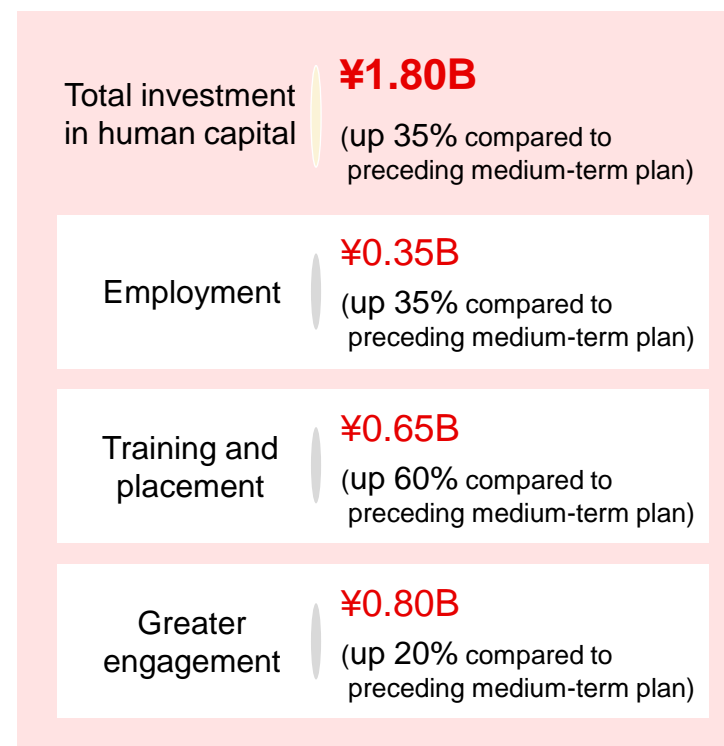 Total investment
in human capital
¥1.80B
(up 35% compared to
preceding medium-term plan)
Employment
¥0.35B
(up 35% compared to
preceding medium-term plan)
Training and
placement
¥0.65B
(up 60% compared to
preceding medium-term plan)
Greater
engagement
¥0.80B
(up 20% compared to
preceding medium-term plan)